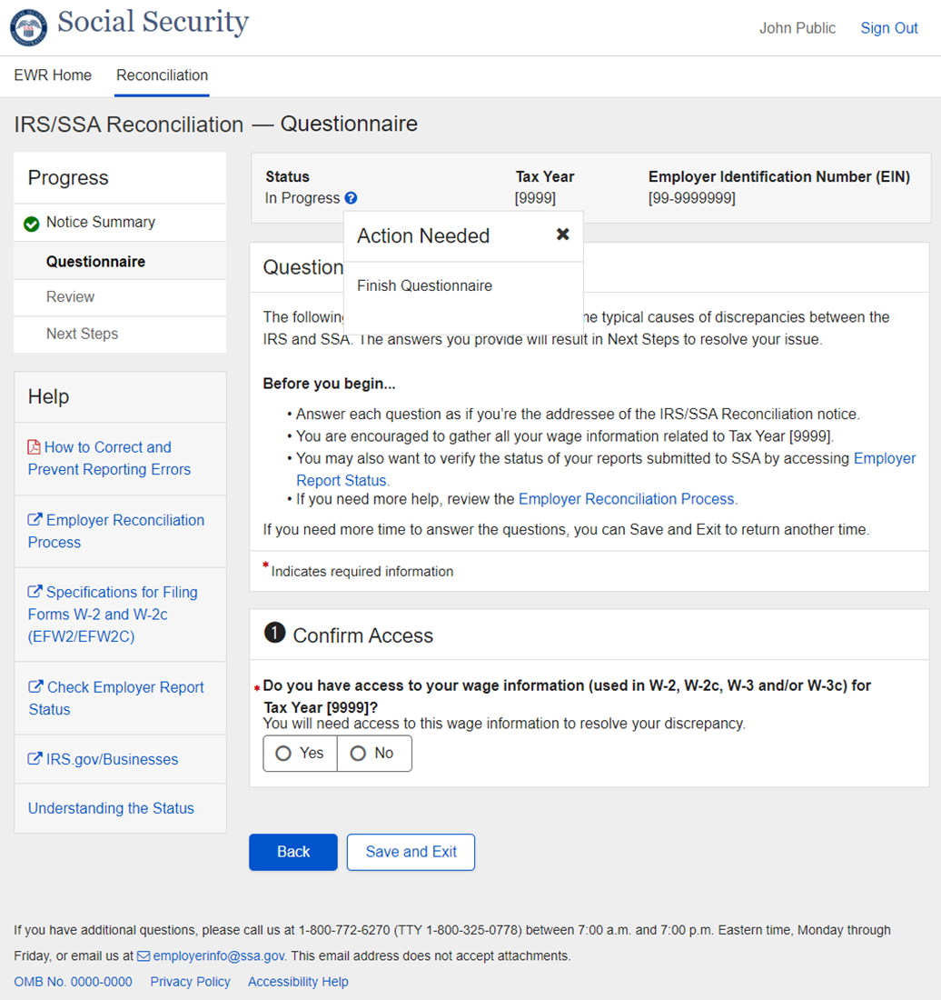 Social Security
John Public
Sign Out
EWR Home
Reconciliation
IRS/SSA Reconciliation — Questionnaire
Progress
Notice Summary
Questionnaire
Review
Next Steps
Help
How to Correct and
Prevent Reporting Errors
Employer Reconciliation
Process
Specifications for Filing
Forms W-2 and W-2c
(EFW2/EFW2C)
Check Employer Report
Status
IRS.gov/Businesses
Understanding the Status
Status
In Progress ?
Tax Year
[9999]
Employer Identification Number (EIN)
[99-9999999]
Action Needed
Finish Questionnaire
Question
The following
typical causes of discrepancies between the
IRS and SSA. The answers you provide will result in Next Steps to resolve your issue.
Before you begin...
• Answer each question as if you’re the addressee of the IRS/SSA Reconciliation notice.
• You are encouraged to gather all your wage information related to Tax Year [9999].
• You may also want to verify the status of your reports submitted to SSA by accessing Employer
Report Status.
• If you need more help, review the Employer Reconciliation Process.
If you need more time to answer the questions, you can Save and Exit to return another time.
* Indicates required information
1 Confirm Access
* Do you have access to your wage information (used in W-2, W-2c, W-3 and/or W-3c) for
Tax Year [9999]?
You will need access to this wage information to resolve your discrepancy.
Yes
No
Back
Save and Exit
If you have additional questions, please call us at 1-800-772-6270 (TTY 1-800-325-0778) between 7:00 a.m. and 7:00 p.m. Eastern time, Monday through
Friday, or email us at employerinfo@ssa.gov. This email address does not accept attachments.
OMB No. 0000-0000
Privacy Policy
Accessibility Help